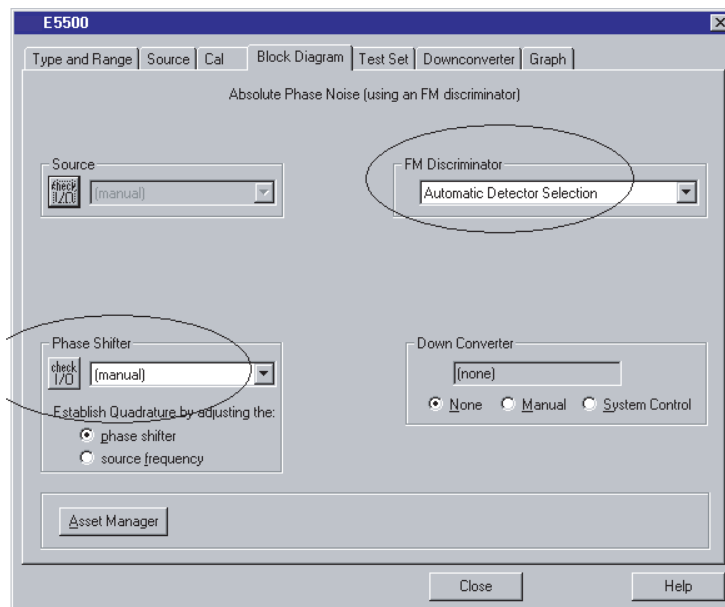 E5500
Type and Range Source Cal Block Diagram Test Set Downconverter Graph
Absolute Phase Noise (using an FM discriminator)
Source
check I/O
(manual)
FM Discriminator
Automatic Detector Selection
Phase Shifter
check I/O
(manual)
Establish Quadrature by adjusting the:
phase shifter
source frequency
Down Converter
(none)
None Manual System Control
Asset Manager
Close Help